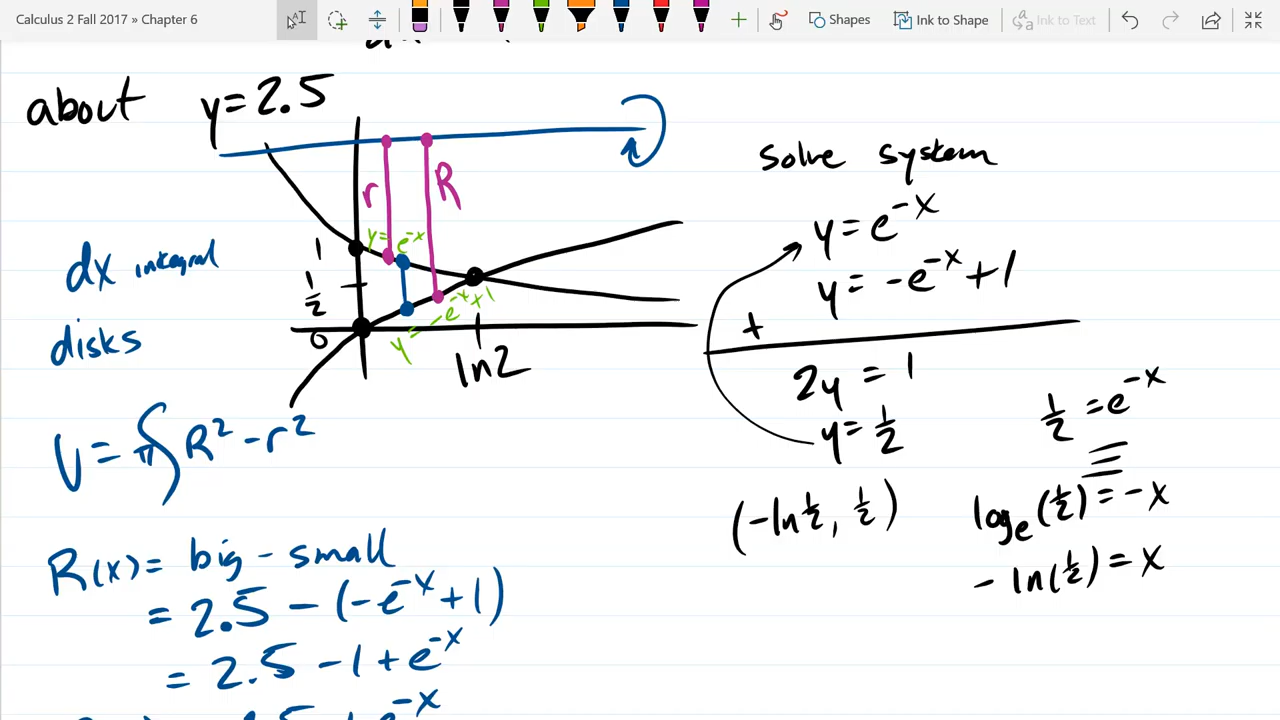 Calculus 2 Fall 2017 » Chapter 6
Shapes
Ink to Shape
Ink to Text
about y=2.5
r
R
y=e^-x
1
1/2
0
y=-e^-x+1
ln2
dx integral
disks
V=π∫R²-r²
R(x)= big-small
= 2.5-(-e^-x+1)
= 2.5-1+e^-x
solve system
y=e^-x
y=-e^-x+1
+
2y=1
y=1/2
(-ln1/2, 1/2)
1/2=e^-x
log_e(1/2)=-x
-ln(1/2)=x